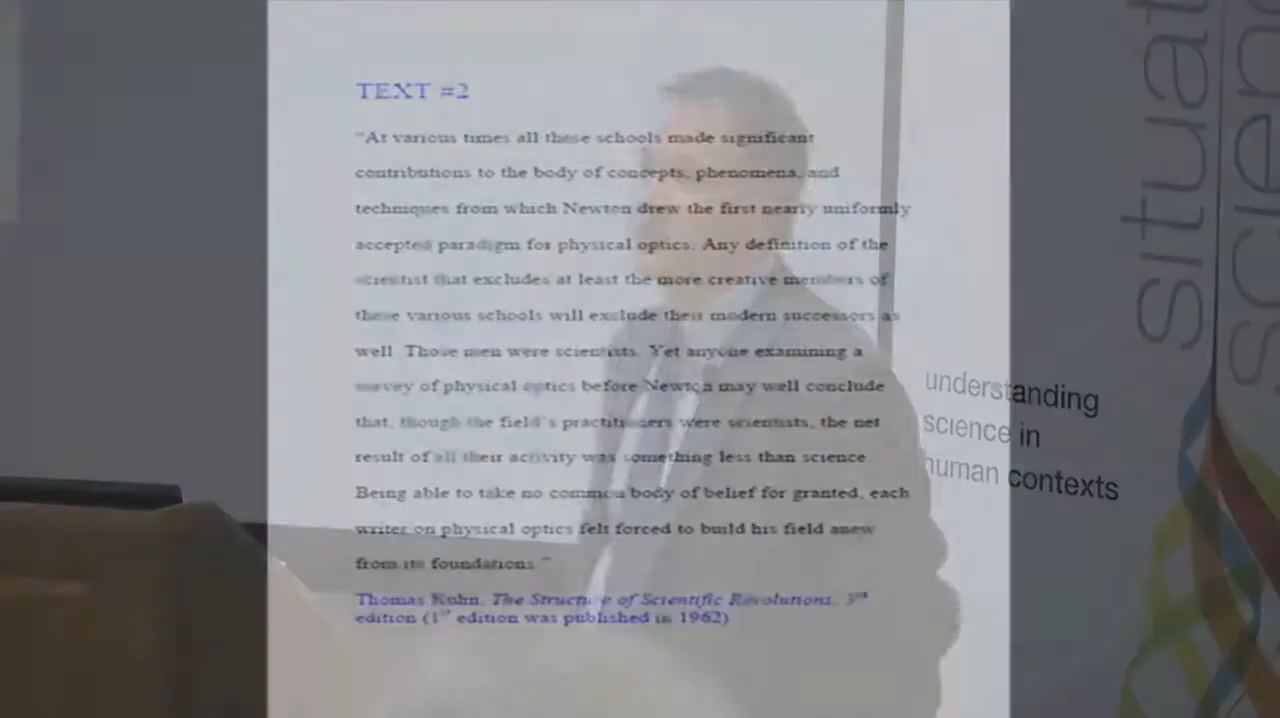 TEXT #2
"At various times all these schools made significant
contributions to the body of concepts, phenomena, and
techniques from which Newton drew the first nearly uniformly
accepted paradigm for physical optics. Any definition of the
scientist that excludes at least the more creative members of
these various schools will exclude their modern successors as
well. Those men were scientists. Yet anyone examining a
survey of physical optics before Newton may well conclude
that, though the field's practitioners were scientists, the net
result of all their activity was something less than science.
Being able to take no common body of belief for granted, each
writer on physical optics felt forced to build his field anew
from its foundations."
Thomas Kuhn, The Structure of Scientific Revolutions, 3rd
edition (1st edition was published in 1962)
understanding
science in
human contexts
situat
scien